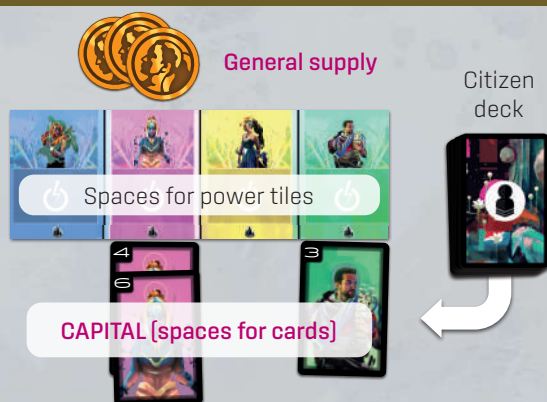 General supply
Citizen
deck
Spaces for power tiles
4
6
3
CAPITAL (spaces for cards)